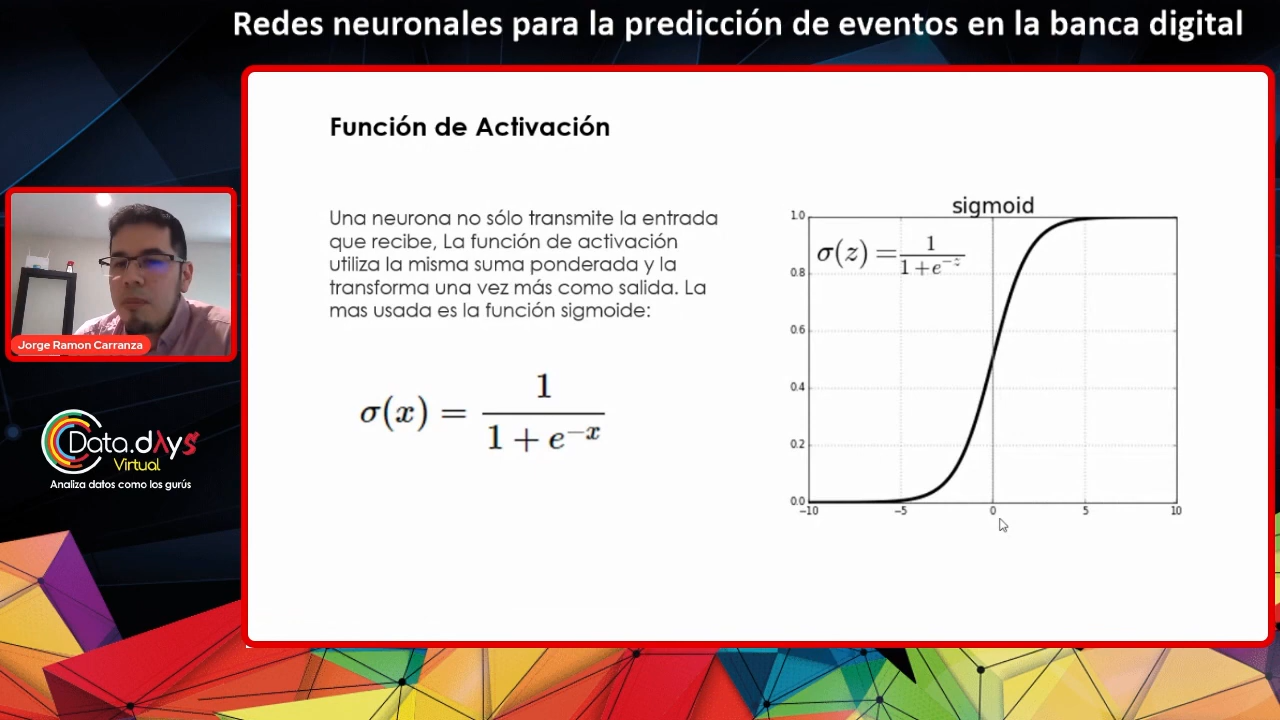 Redes neuronales para la predicción de eventos en la banca digital
Función de Activación
Una neurona no sólo transmite la entrada
que recibe, La función de activación
utiliza la misma suma ponderada y la
transforma una vez más como salida. La
mas usada es la función sigmoide:
σ(x) = 1 / (1 + e^{−x})
sigmoid
σ(z) = 1 / (1+e^{−z})
1.0
0.8
0.6
0.4
0.2
0.0
−10 −5 0 5 10
Jorge Ramon Carranza
Data.dλys
Virtual
Analiza datos como los gurús